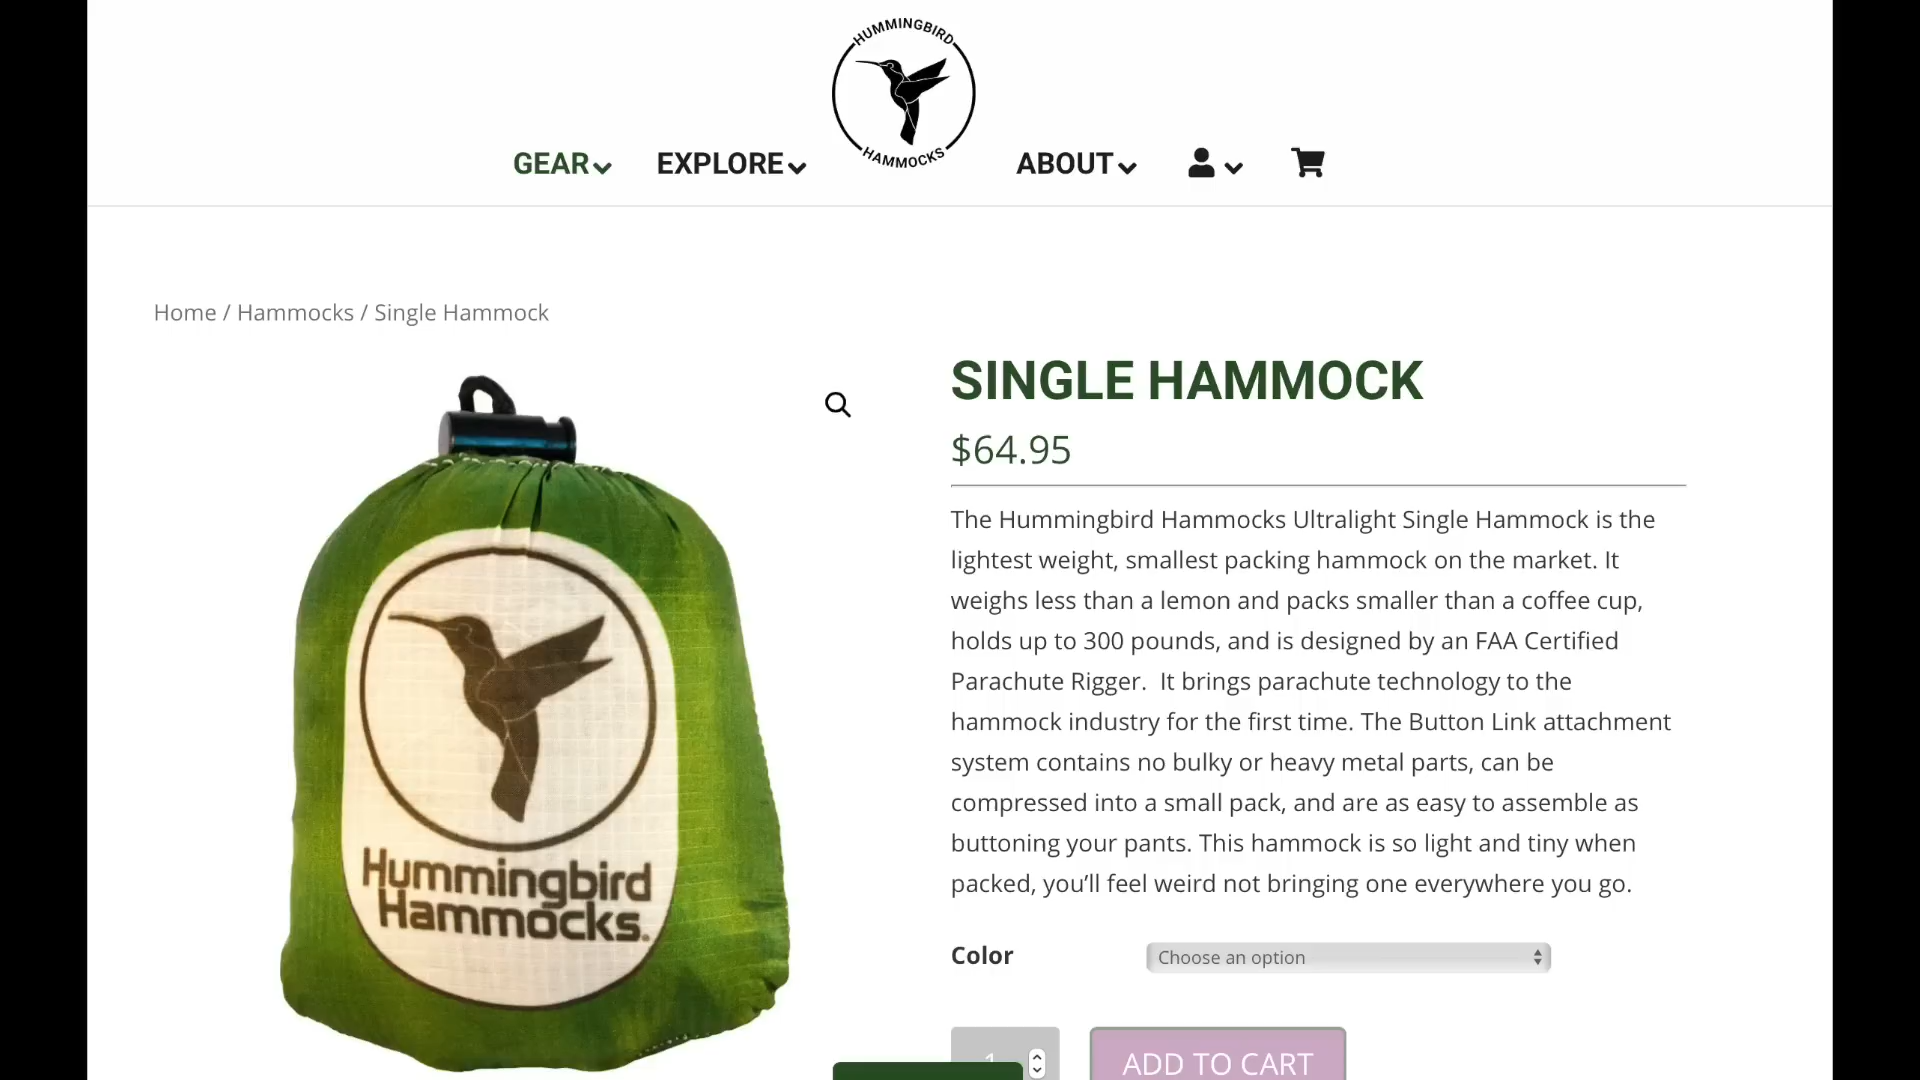 HUMMINGBIRD
HAMMOCKS
GEAR EXPLORE ABOUT
Home / Hammocks / Single Hammock
SINGLE HAMMOCK
$64.95
The Hummingbird Hammocks Ultralight Single Hammock is the
lightest weight, smallest packing hammock on the market. It
weighs less than a lemon and packs smaller than a coffee cup,
holds up to 300 pounds, and is designed by an FAA Certified
Parachute Rigger.  It brings parachute technology to the
hammock industry for the first time. The Button Link attachment
system contains no bulky or heavy metal parts, can be
compressed into a small pack, and are as easy to assemble as
buttoning your pants. This hammock is so light and tiny when
packed, you’ll feel weird not bringing one everywhere you go.
Hummingbird
Hammocks.
Color Choose an option
1 ADD TO CART